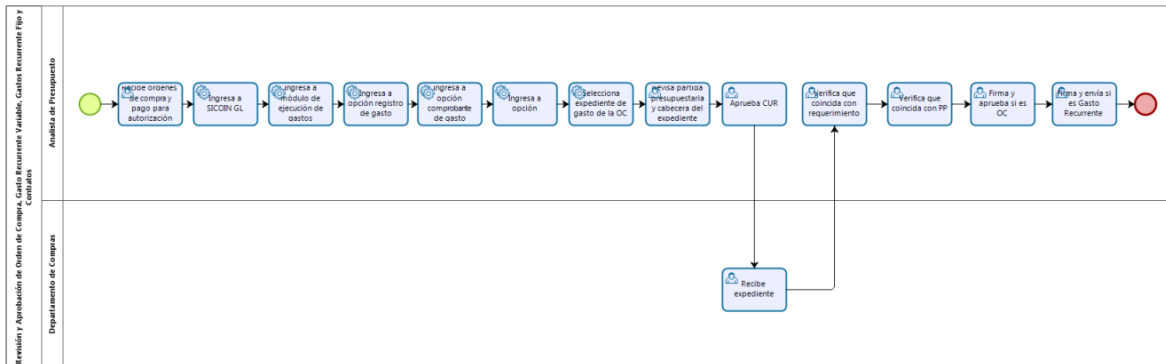 Revisión y Aprobación de Orden de Compra, Gasto Recurrente Variable, Gastos Recurrente Fijo y
Contratos
Analista de Presupuesto
Recibe órdenes
de compra y
pago para
autorización
Ingresa a
SICOIN GL
Ingresa a
módulo de
ejecución de
gastos
Ingresa a
opción registro
de gasto
Ingresa a
opción
comprobante
de gasto
Ingresa a
opción
Selecciona
expediente de
gasto de la OC
Revisa partida
presupuestaria
y cabecera del
expediente
Aprueba CUR
Verifica que
coincida con
requerimiento
Verifica que
coincida con PP
Firma y
aprueba si es
OC
Firma y envía si
es Gasto
Recurrente
Departamento de Compras
Recibe
expediente